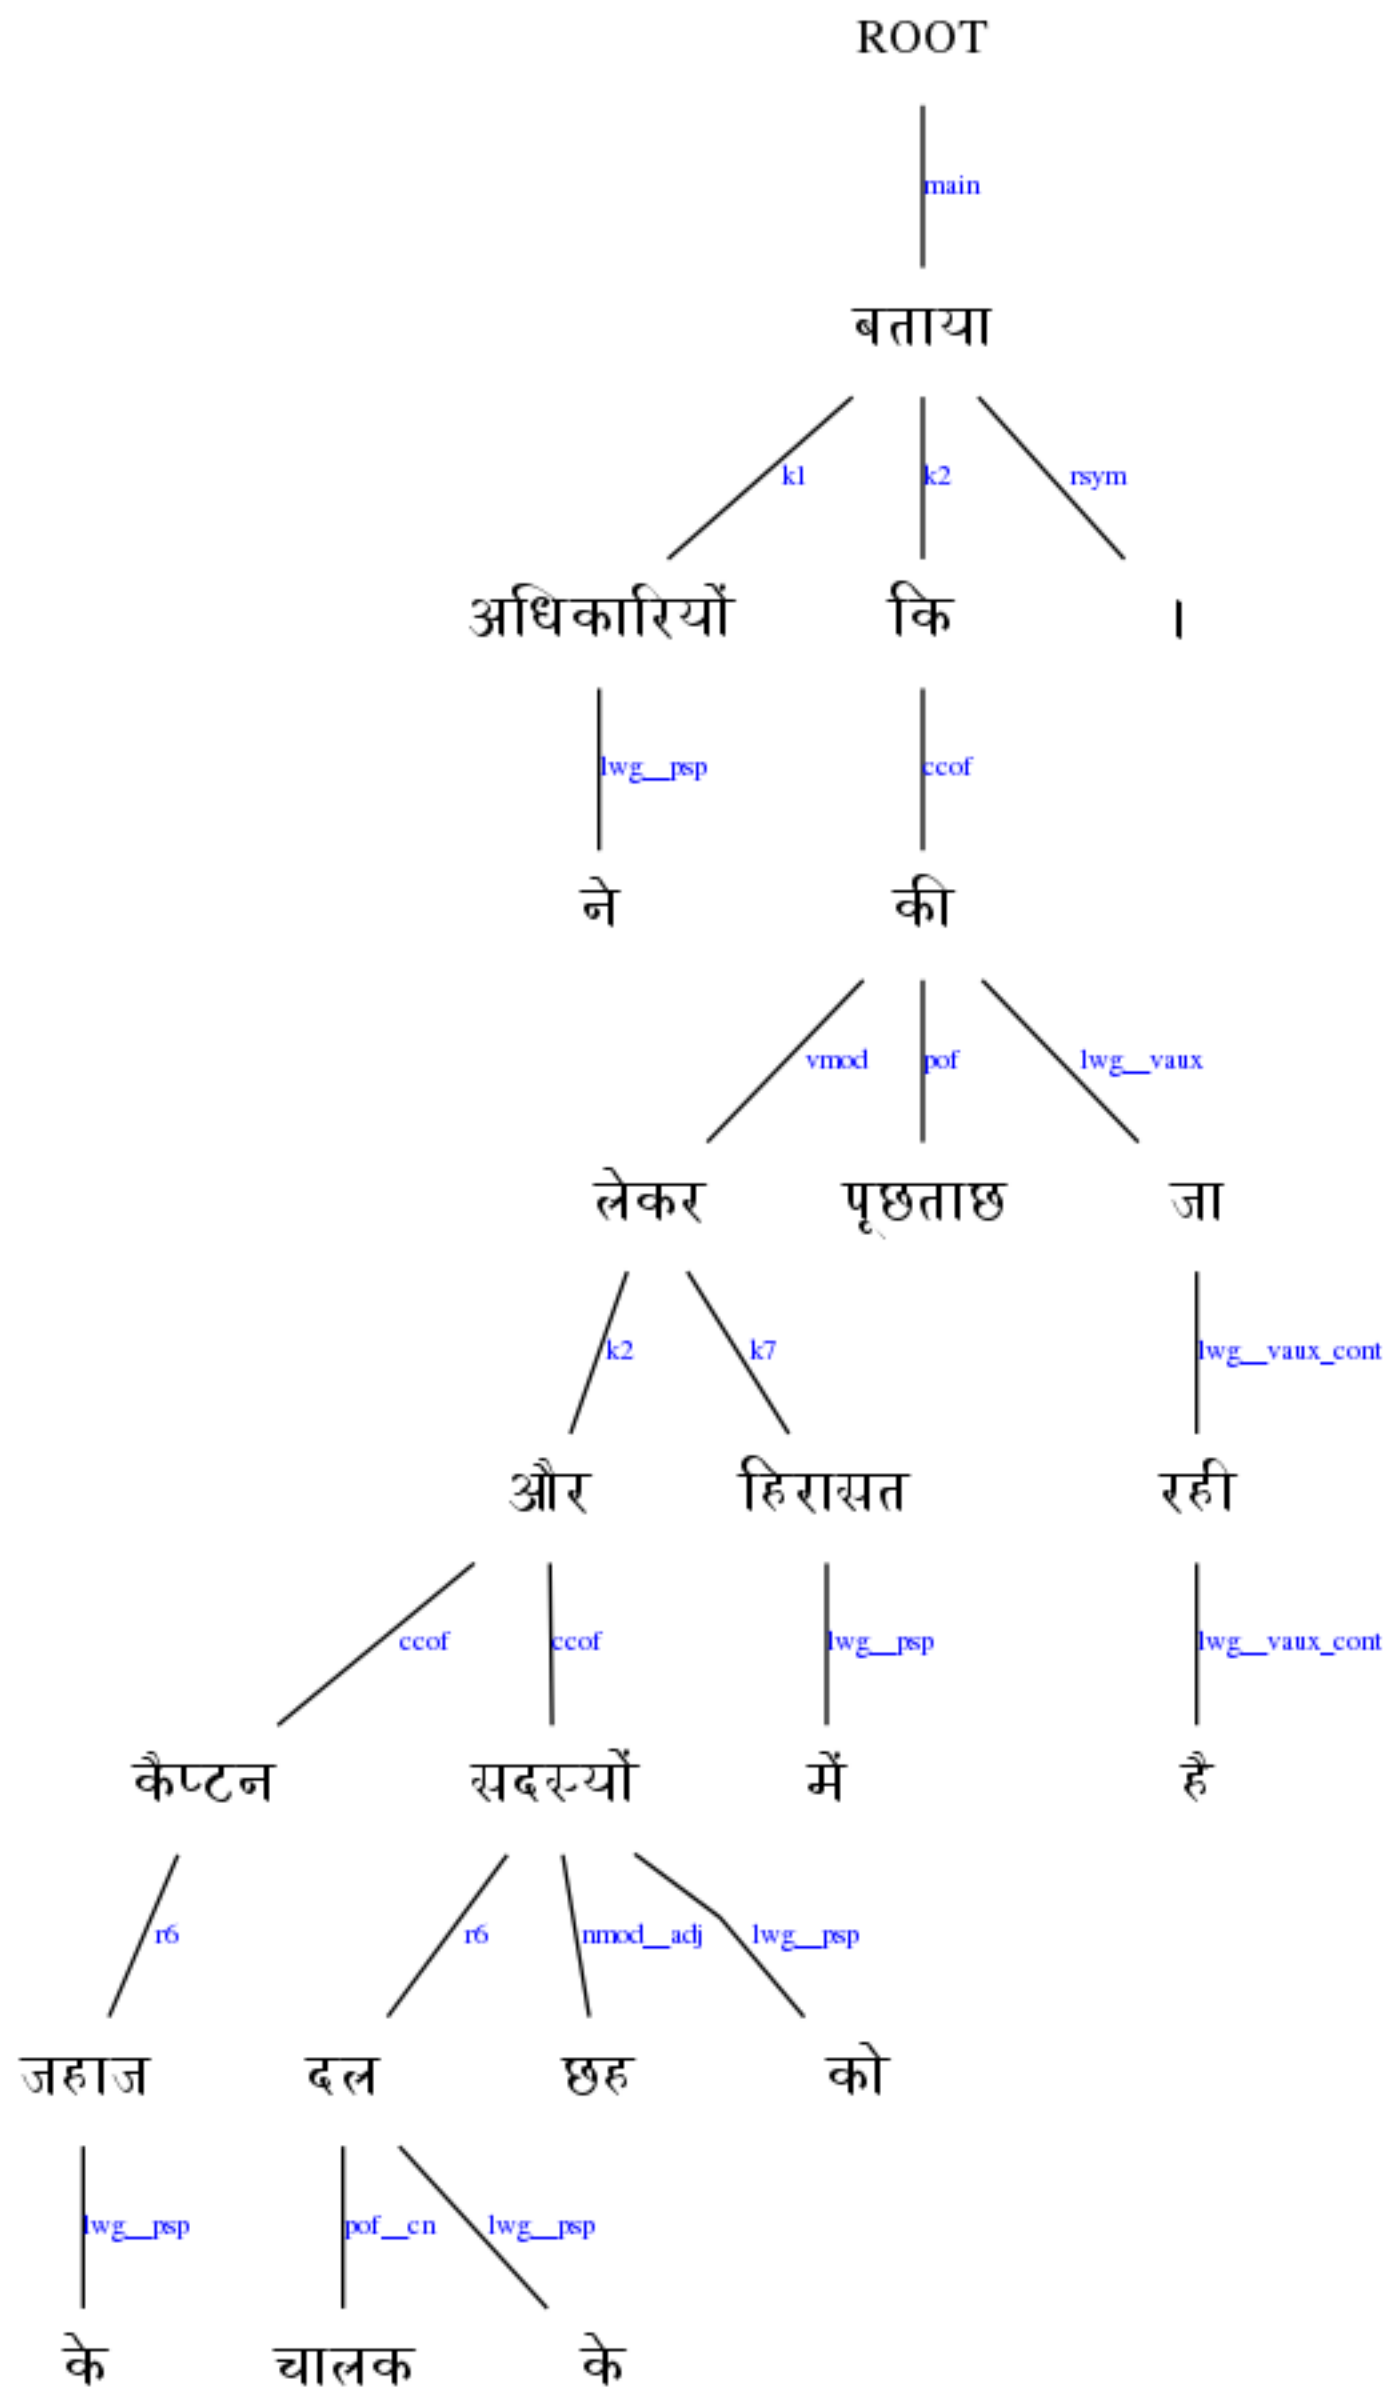 ROOT
main
बताया
k1 k2 rsym
अधिकारियों कि ।
lwg__psp ccof
ने की
vmod pof lwg__vaux
लेकर पूछताछ जा
k2 k7 lwg__vaux_cont
और हिरासत रही
ccof ccof lwg__psp lwg__vaux_cont
कैप्टन सदस्यों में है
r6 r6 nmod__adj lwg__psp
जहाज दल छह को
lwg__psp pof__cn lwg__psp
के चालक के